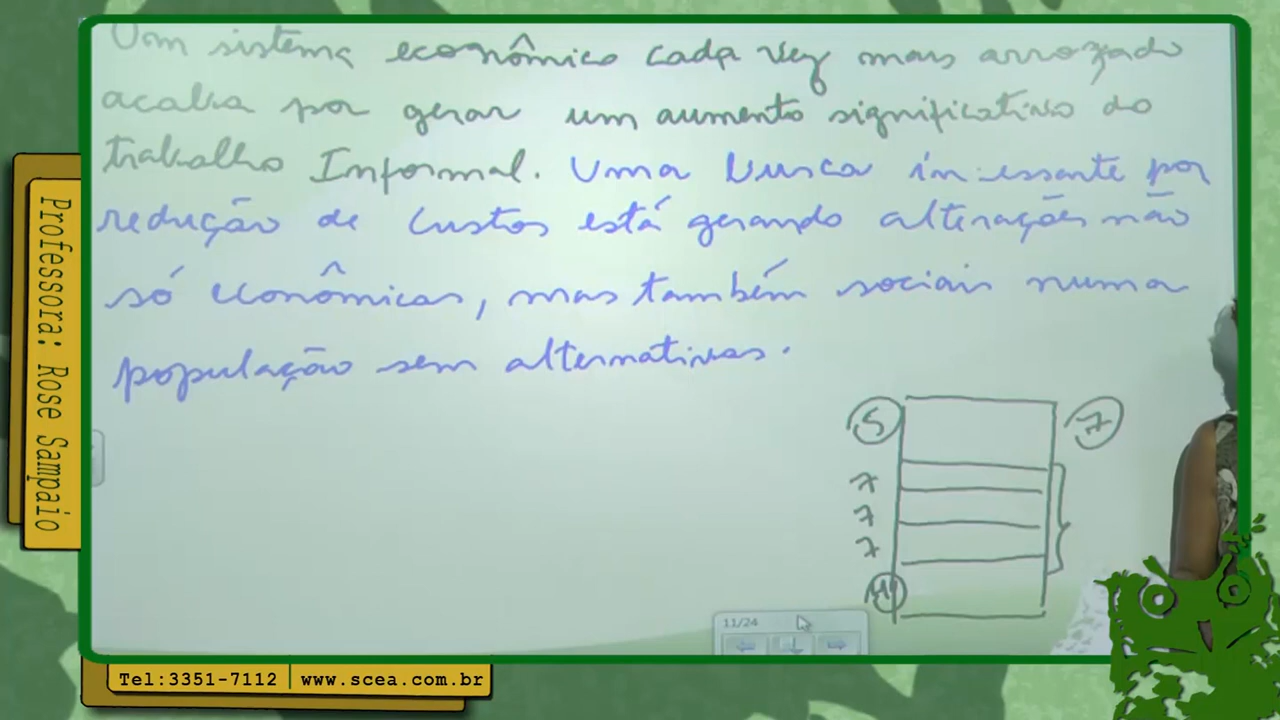 Um sistema econômico cada vez mais arrozado
acaba por gerar um aumento significativo do
trabalho Informal. Uma busca incessante por
redução de custos está gerando alterações não
só econômicas, mas também sociais numa
população sem alternativas.
5
7
7
7
7
11/24
Professora: Rose Sampaio
Tel:3351-7112 | www.scea.com.br